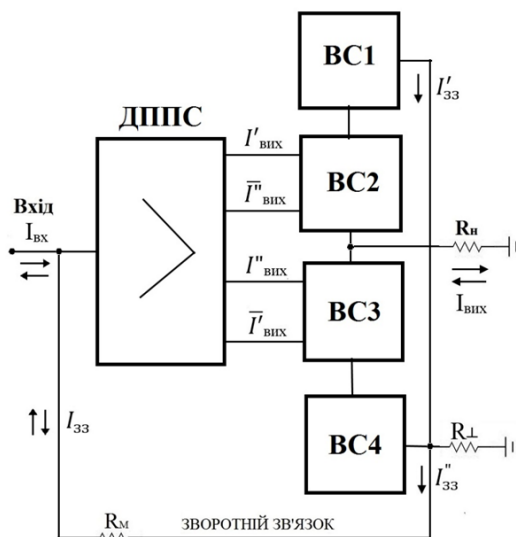 ВС1
I′зз
ДППС
I′вих
ВС2
I̅"вих
Вхід
Iвх
Rн
I"вих
ВС3
Iвих
I̅′вих
Iзз
ВС4
R⊥
I"зз
Rм
ЗВОРОТНІЙ ЗВ'ЯЗОК